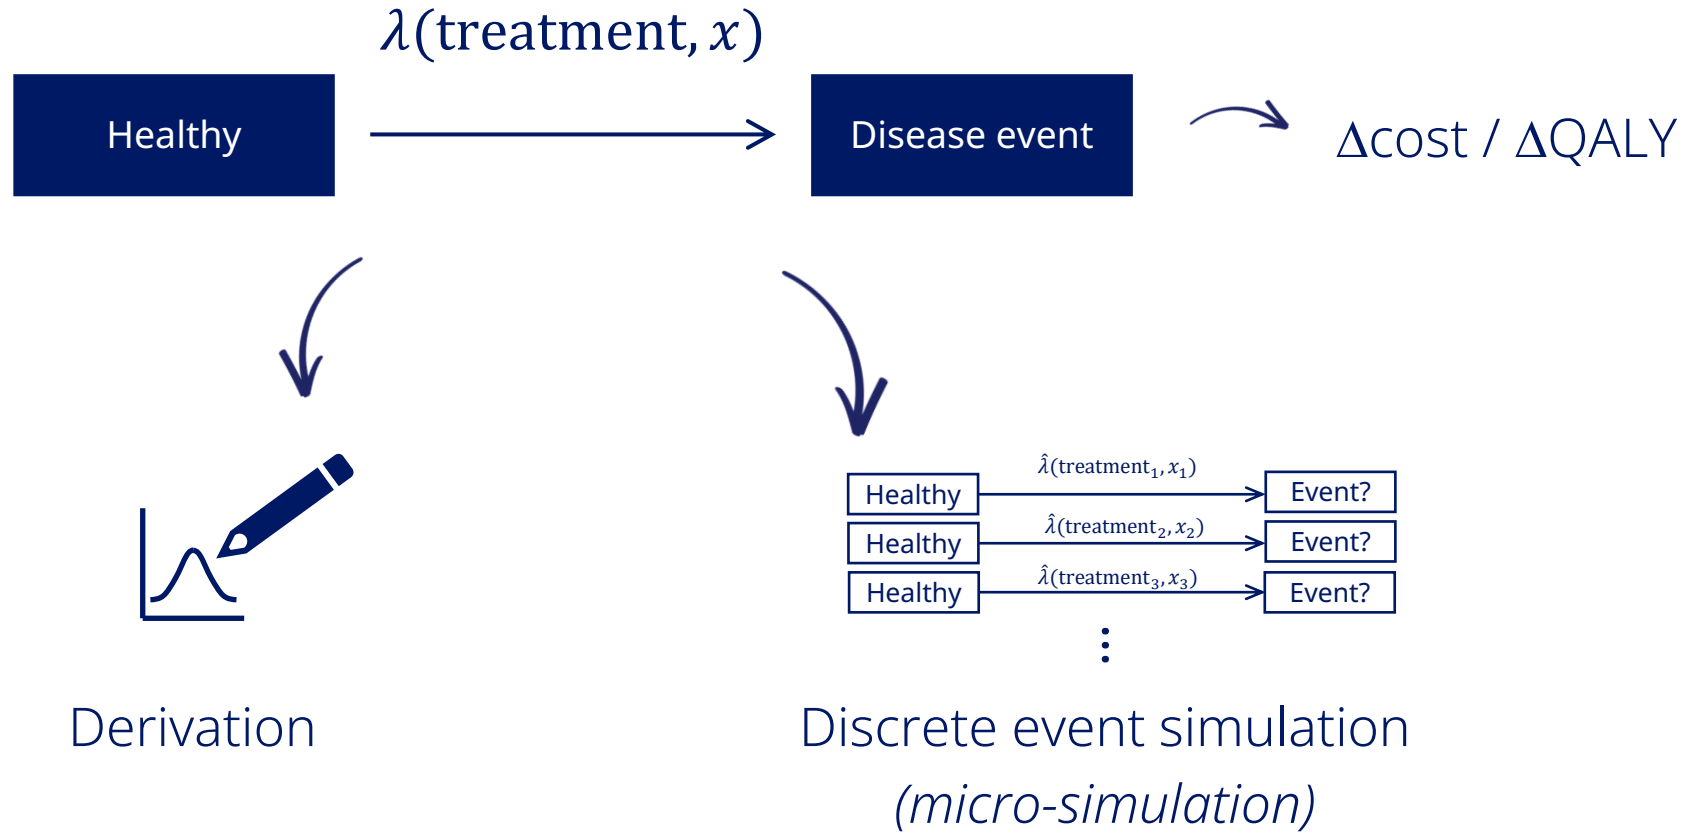 λ(treatment, x)
Healthy
Disease event
Δcost / ΔQALY
Healthy
λ̂(treatment₁, x₁)
Event?
Healthy
λ̂(treatment₂, x₂)
Event?
Healthy
λ̂(treatment₃, x₃)
Event?
⋮
Derivation
Discrete event simulation
(micro-simulation)